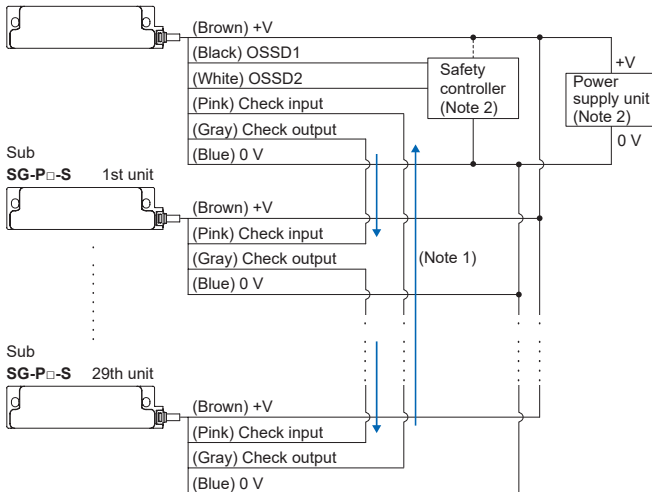 (Brown) +V
(Black) OSSD1
(White) OSSD2
(Pink) Check input
(Gray) Check output
(Blue) 0 V
Safety
controller
(Note 2)
+V
Power
supply unit
(Note 2)
0 V
Sub
SG-P□-S 1st unit
(Brown) +V
(Pink) Check input
(Gray) Check output
(Blue) 0 V
(Note 1)
Sub
SG-P□-S 29th unit
(Brown) +V
(Pink) Check input
(Gray) Check output
(Blue) 0 V